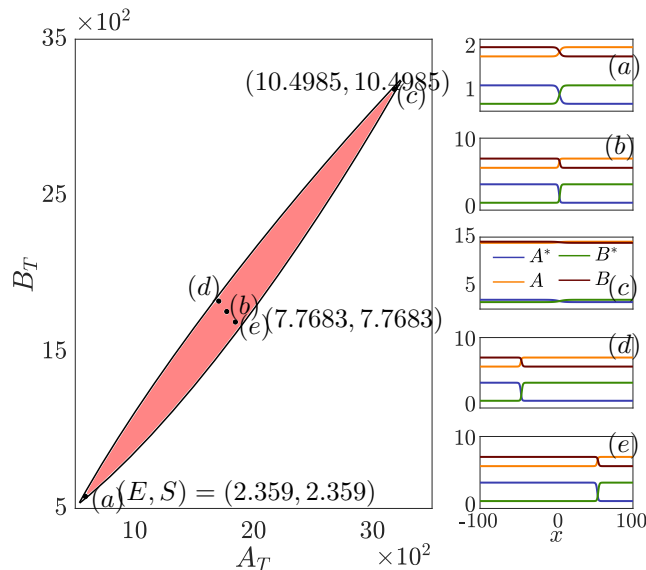 ×10²
35
25
15
5
B_T
(10.4985, 10.4985)
(c)
(d)
(b)
(e)
(7.7683, 7.7683)
(a)
(E, S) = (2.359, 2.359)
10
20
30
A_T
×10²
2
1
(a)
10
0
(b)
15
5
A*
B*
A
B
(c)
10
0
(d)
10
0
(e)
-100
0
100
x